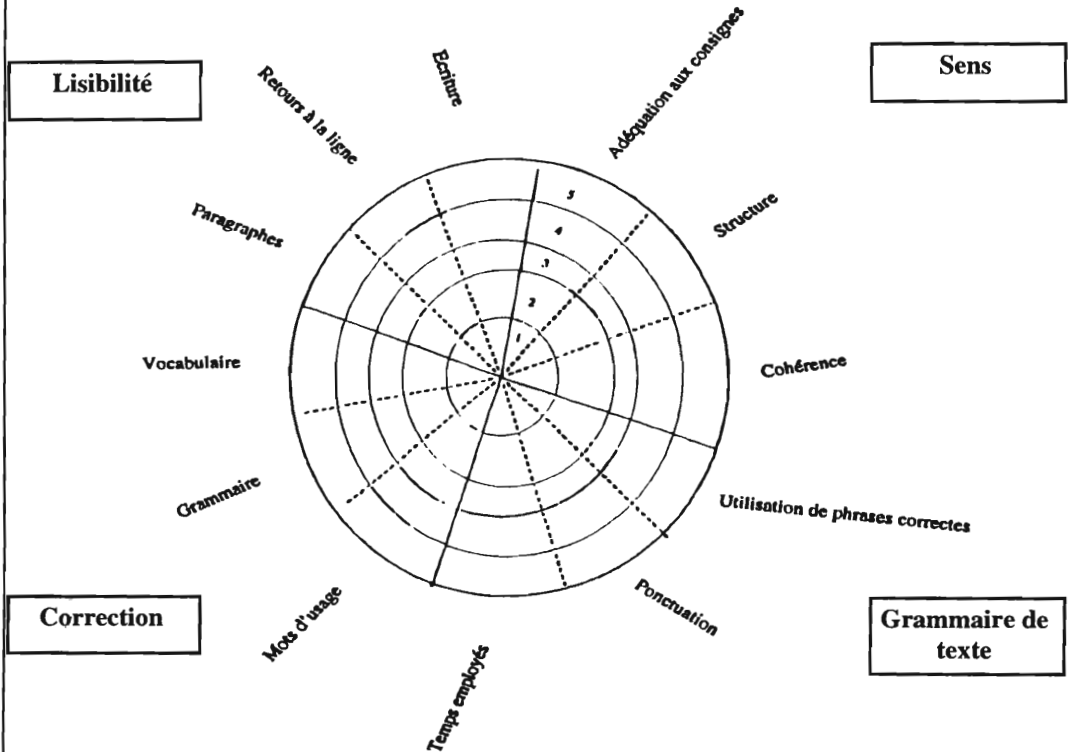 Lisibilité
Sens
Ecriture
Adéquation aux consignes
Retours à la ligne
Structure
Paragraphes
5
4
3
2
1
Vocabulaire
Cohérence
Grammaire
Utilisation de phrases correctes
Correction
Mots d'usage
Ponctuation
Grammaire de
texte
Temps employés